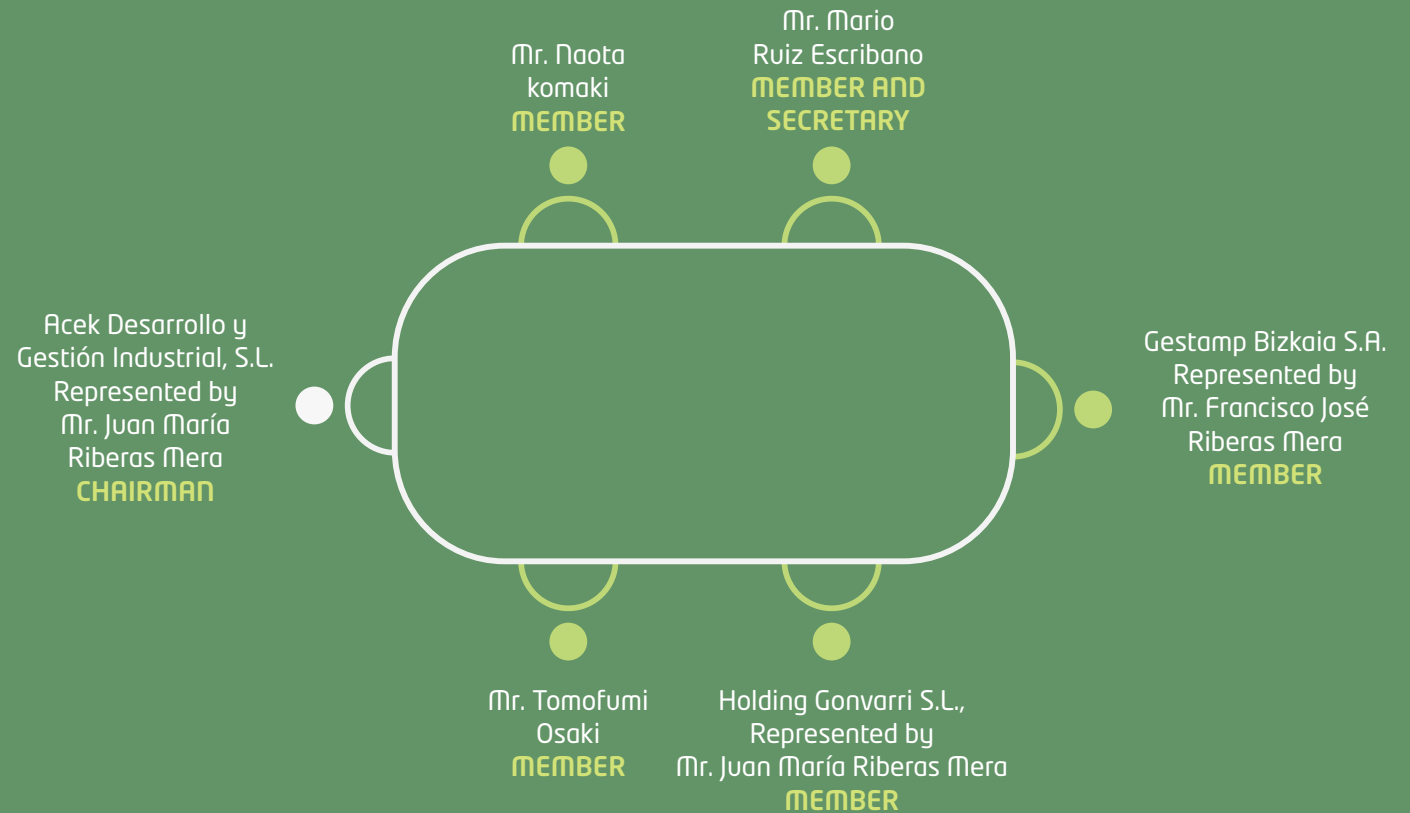 Mr. Naota
komaki
MEMBER
Mr. Mario
Ruiz Escribano
MEMBER AND
SECRETARY
Acek Desarrollo y
Gestión Industrial, S.L.
Represented by
Mr. Juan María
Riberas Mera
CHAIRMAN
Gestamp Bizkaia S.A.
Represented by
Mr. Francisco José
Riberas Mera
MEMBER
Mr. Tomofumi
Osaki
MEMBER
Holding Gonvarri S.L.,
Represented by
Mr. Juan María Riberas Mera
MEMBER